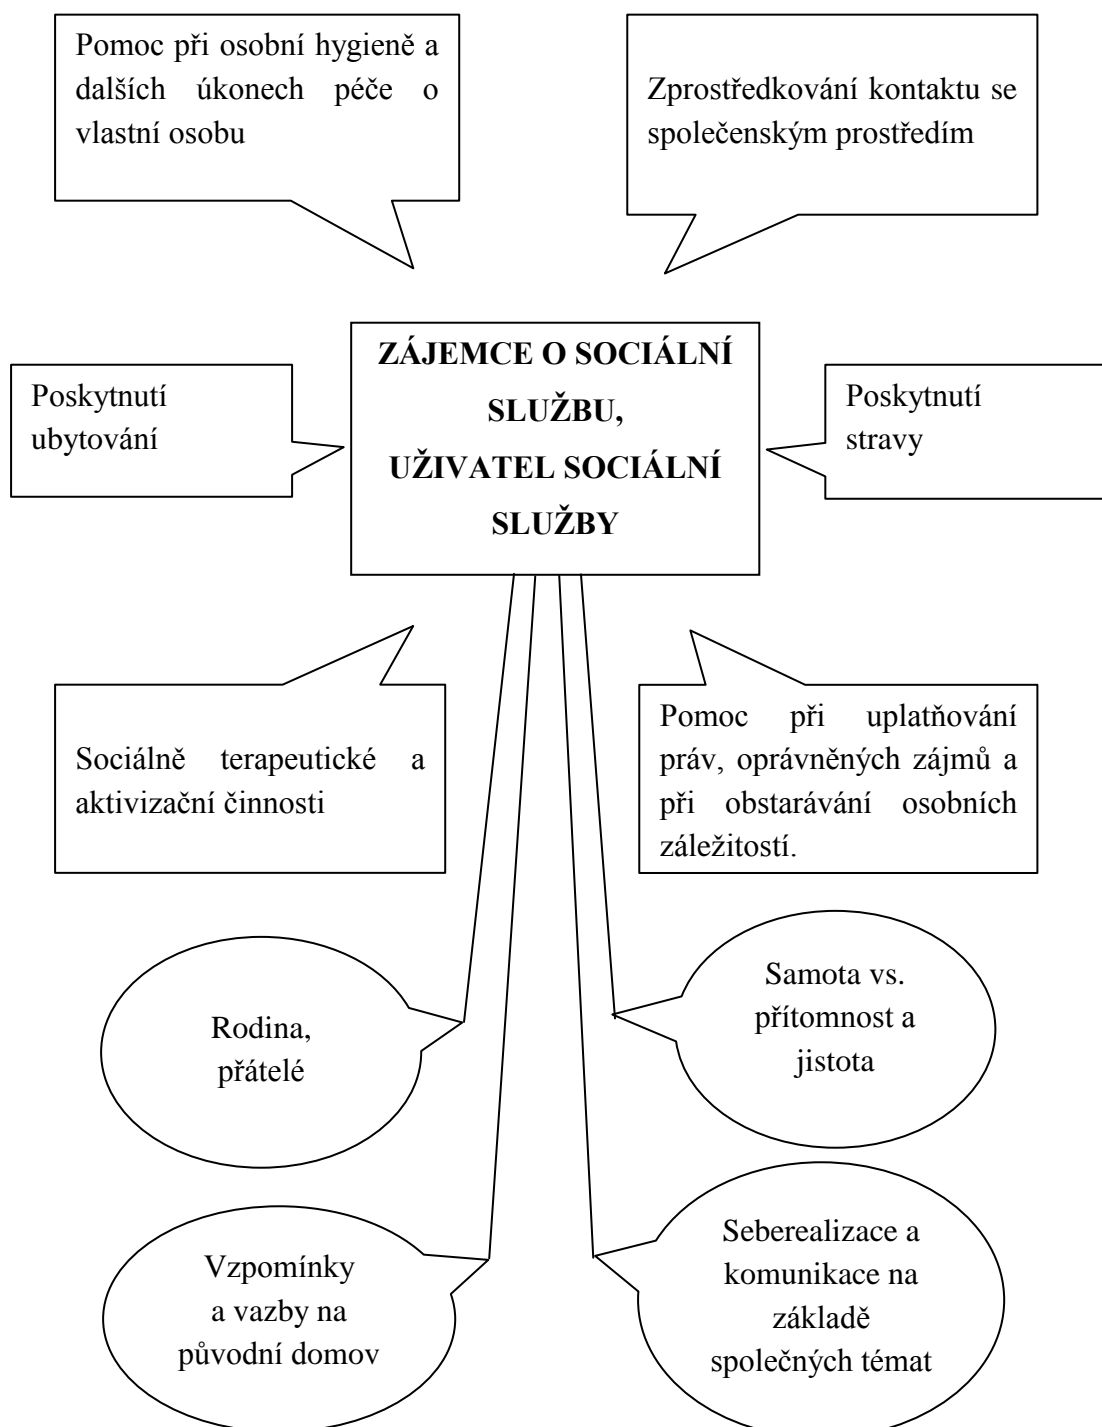 Pomoc při osobní hygieně a
dalších úkonech péče o
vlastní osobu
Zprostředkování kontaktu se
společenským prostředím
ZÁJEMCE O SOCIÁLNÍ
SLUŽBU,
UŽIVATEL SOCIÁLNÍ
SLUŽBY
Poskytnutí
ubytování
Poskytnutí
stravy
Sociálně terapeutické a
aktivizační činnosti
Pomoc při uplatňování
práv, oprávněných zájmů a
při obstarávání osobních
záležitostí.
Rodina,
přátelé
Samota vs.
přítomnost a
jistota
Vzpomínky
a vazby na
původní domov
Seberealizace a
komunikace na
základě
společných témat